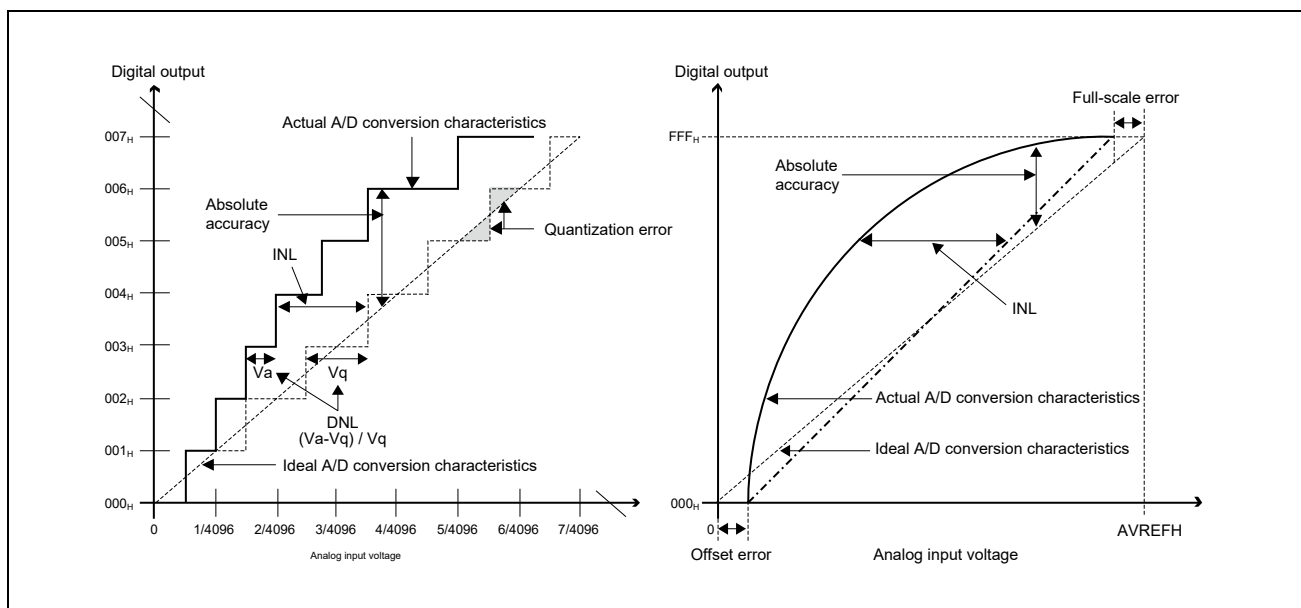 Digital output
007H
006H
005H
004H
003H
002H
001H
000H
0
1/4096
2/4096
3/4096
4/4096
5/4096
6/4096
7/4096
Analog input voltage
Actual A/D conversion characteristics
Absolute
accuracy
Quantization error
INL
Va
Vq
DNL
(Va-Vq) / Vq
Ideal A/D conversion characteristics
Digital output
Full-scale error
FFFH
Absolute
accuracy
INL
Actual A/D conversion characteristics
Ideal A/D conversion characteristics
000H
0
AVREFH
Offset error
Analog input voltage